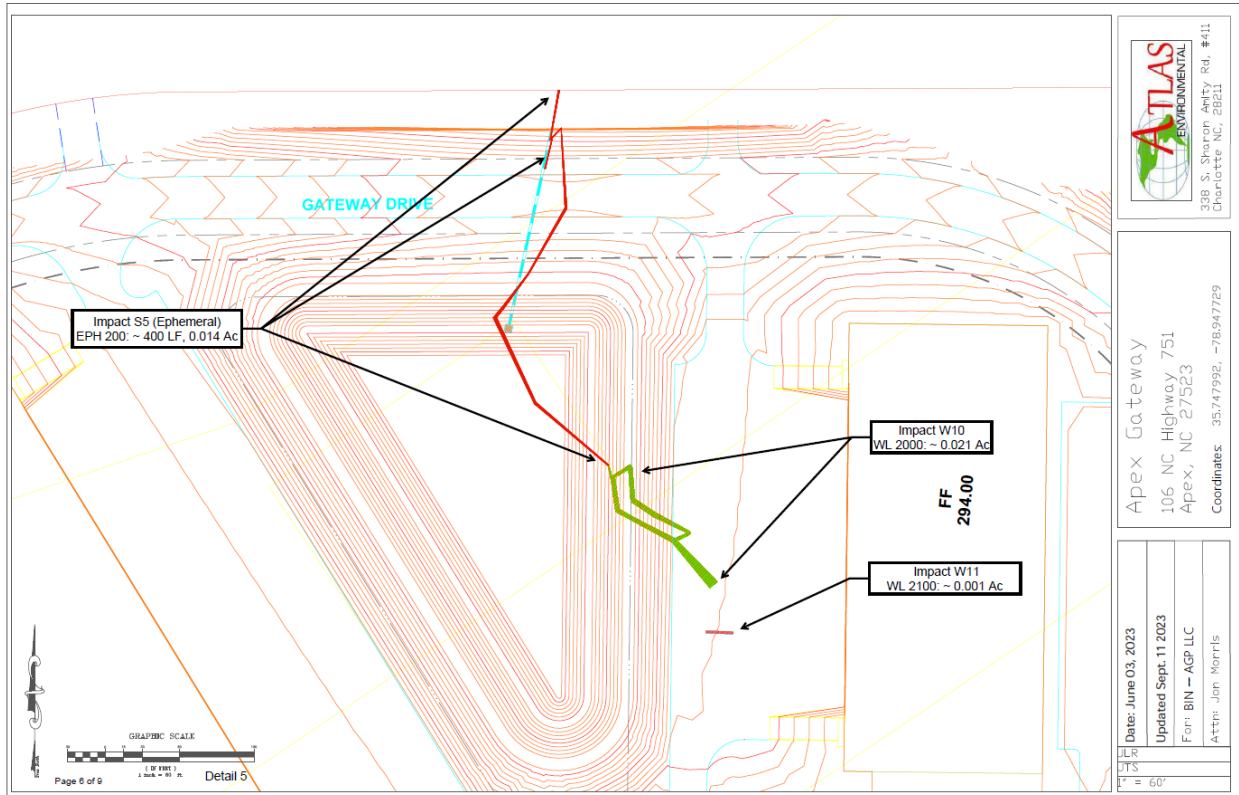 GATEWAY DRIVE
Impact S5 (Ephemeral)
EPH 200: ~ 400 LF, 0.014 Ac
Impact W10
WL 2000: ~ 0.021 Ac
FF
294.00
Impact W11
WL 2100: ~ 0.001 Ac
GRAPHIC SCALE
( IN FEET )
1 inch = 60 ft.
Page 6 of 9
Detail 5
ATLAS
ENVIRONMENTAL
338 S. Sharon Amity Rd. #411
Charlotte NC, 28211
Apex Gateway
106 NC Highway 751
Apex, NC 27523
Coordinates: 35.747992, -78.947729
Date: June 03, 2023
Updated Sept. 11 2023
For: BIN – AGP LLC
Attn: Jon Morris
JLR
JTS
1" = 60'